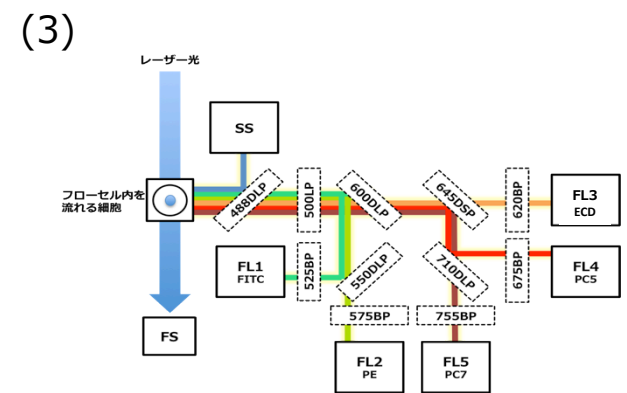 (3)
レーザー光
SS
フローセル内を
流れる細胞
488DLP
500LP
600DLP
645DSP
620BP
FL3
ECD
FL1
FITC
525BP
550DLP
710DLP
675BP
FL4
PC5
575BP
755BP
FS
FL2
PE
FL5
PC7